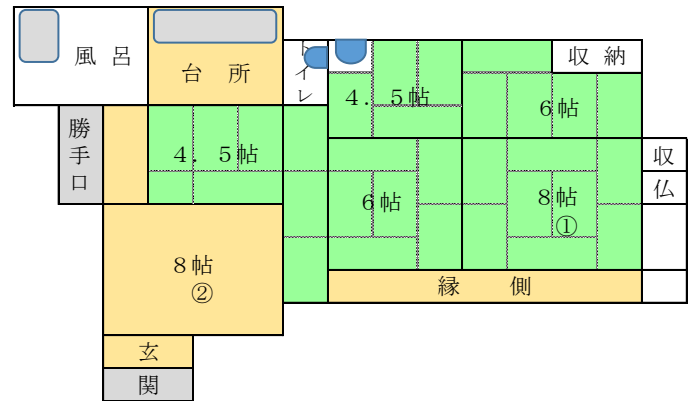 風 呂
台 所
トイレ
収 納
４．５帖
６帖
勝手口
４．５帖
収
仏
６帖
８帖
①
８帖
②
縁 側
玄
関